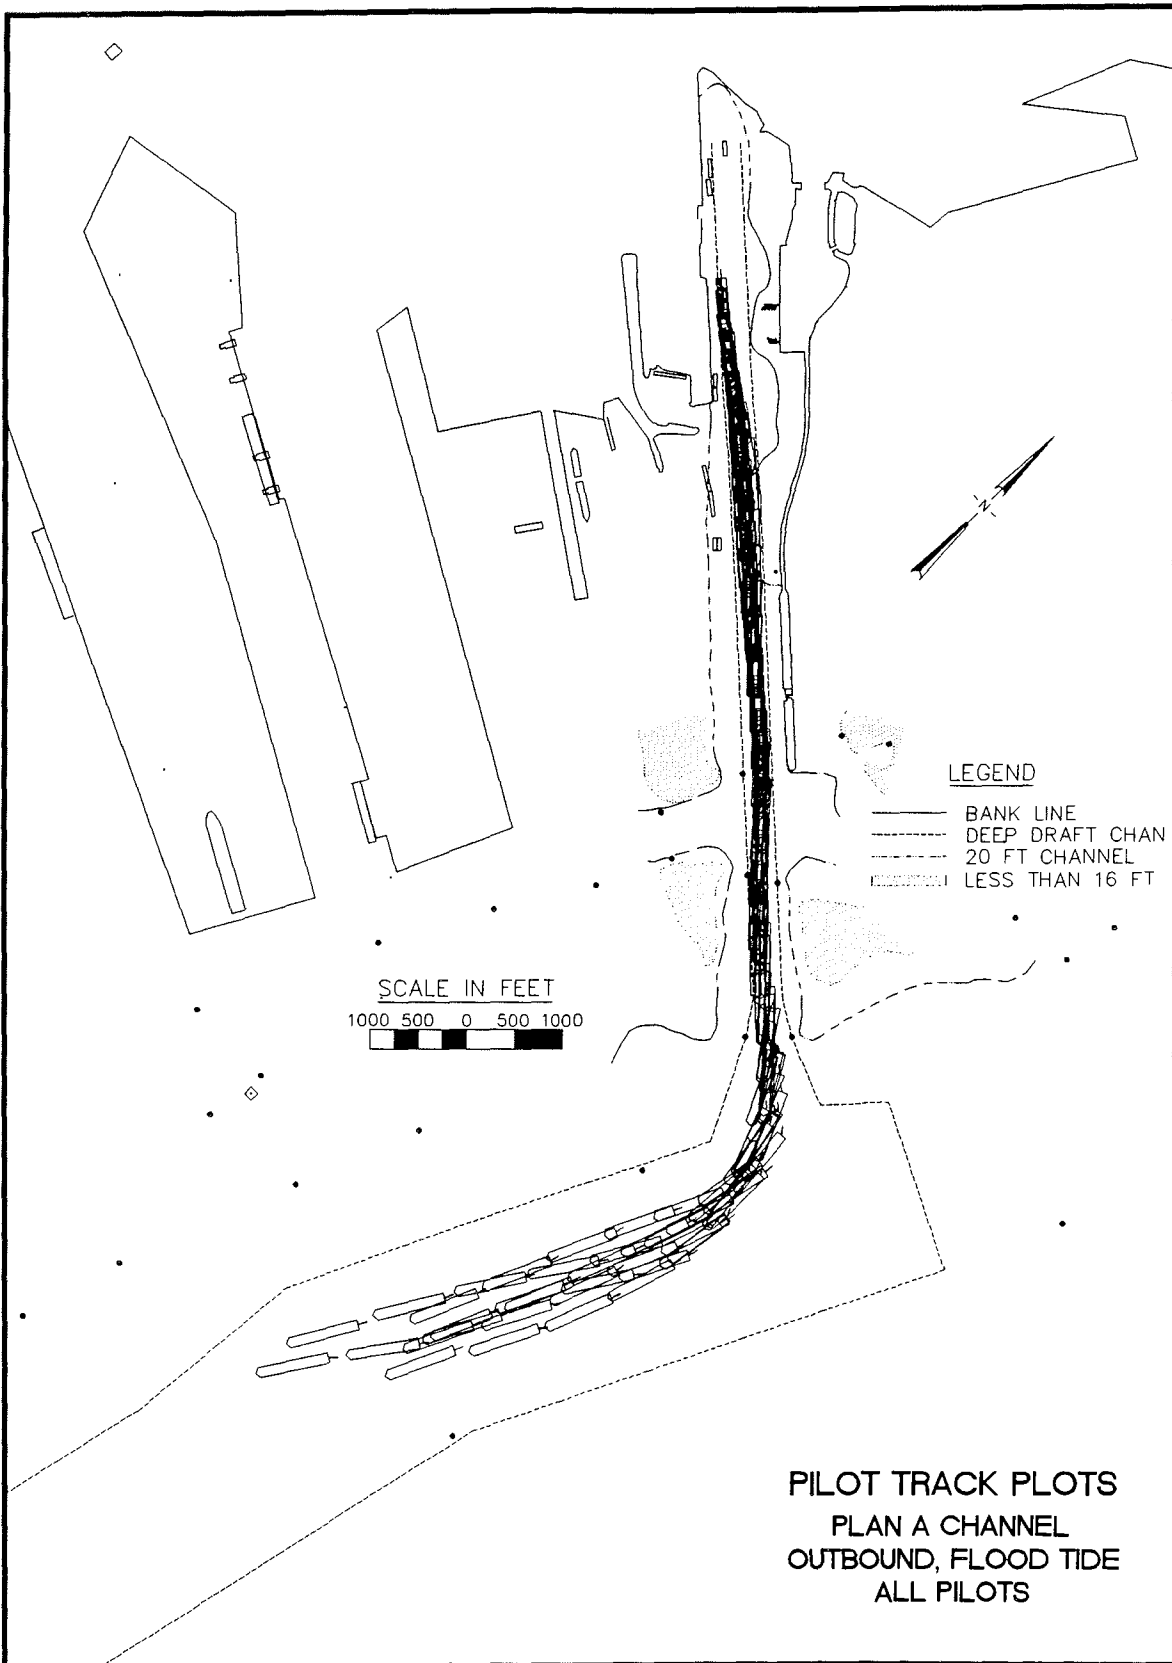 N
LEGEND
BANK LINE
DEEP DRAFT CHAN
20 FT CHANNEL
LESS THAN 16 FT
SCALE IN FEET
1000 500 0 500 1000
PILOT TRACK PLOTS
PLAN A CHANNEL
OUTBOUND, FLOOD TIDE
ALL PILOTS